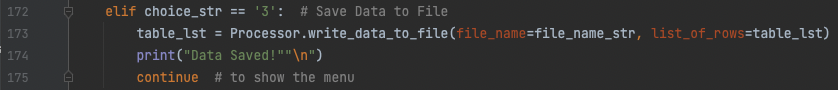 172 elif choice_str == '3':  # Save Data to File
173 table_lst = Processor.write_data_to_file(file_name=file_name_str, list_of_rows=table_lst)
174 print("Data Saved!""\n")
175 continue  # to show the menu